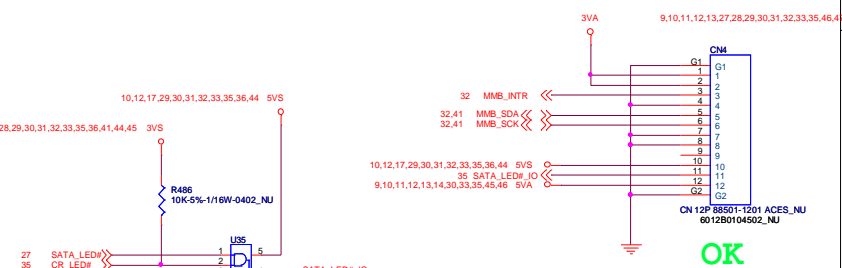 3VA 9,10,11,12,13,27,28,29,30,31,32,33,35,36,45,46,4
CN4
G1 G1
1 1
2 2
32 MMB_INTR 3 3
4 4
32,41 MMB_SDA 5 5
32,41 MMB_SCK 6 6
7 7
8 8
9 9
10,12,17,29,30,31,32,33,35,36,44 5VS 10 10
35 SATA_LED#_IO 11 11
9,10,11,12,13,14,30,33,35,45,46 5VA 12 12
G2 G2
CN 12P 88501-1201 ACES_NU
6012B0104502_NU
OK
10,12,17,29,30,31,32,33,35,36,44 5VS
28,29,30,31,32,33,35,36,41,44,45 3VS
R486
10K-5%-1/16W-0402_NU
U35
27 SATA_LED# 1 5
35 CR_LED# 2